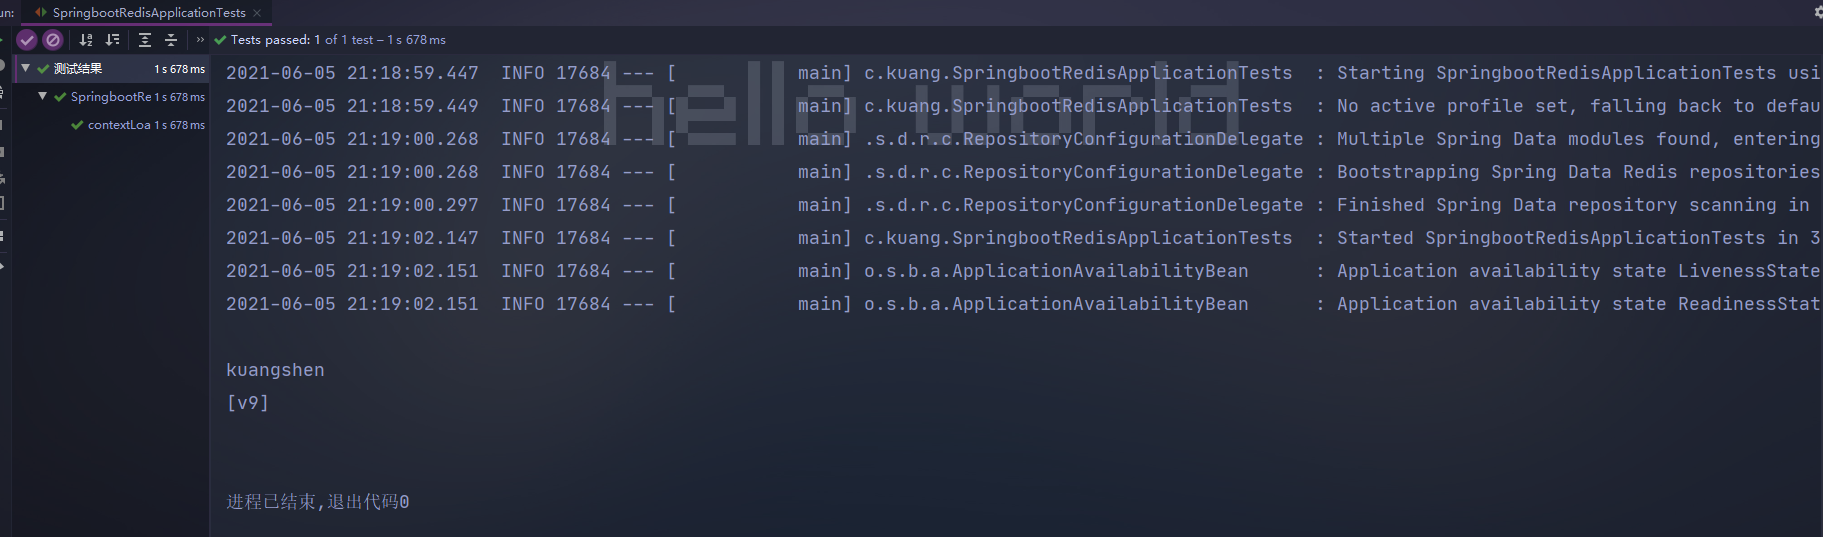 un: SpringbootRedisApplicationTests
Tests passed: 1 of 1 test – 1 s 678 ms
测试结果 1 s 678 ms
SpringbootRe 1 s 678 ms
contextLoa 1 s 678 ms
hello world
2021-06-05 21:18:59.447  INFO 17684 --- [           main] c.kuang.SpringbootRedisApplicationTests  : Starting SpringbootRedisApplicationTests usi
2021-06-05 21:18:59.449  INFO 17684 --- [           main] c.kuang.SpringbootRedisApplicationTests  : No active profile set, falling back to defau
2021-06-05 21:19:00.268  INFO 17684 --- [           main] .s.d.r.c.RepositoryConfigurationDelegate : Multiple Spring Data modules found, entering
2021-06-05 21:19:00.268  INFO 17684 --- [           main] .s.d.r.c.RepositoryConfigurationDelegate : Bootstrapping Spring Data Redis repositories
2021-06-05 21:19:00.297  INFO 17684 --- [           main] .s.d.r.c.RepositoryConfigurationDelegate : Finished Spring Data repository scanning in
2021-06-05 21:19:02.147  INFO 17684 --- [           main] c.kuang.SpringbootRedisApplicationTests  : Started SpringbootRedisApplicationTests in 3
2021-06-05 21:19:02.151  INFO 17684 --- [           main] o.s.b.a.ApplicationAvailabilityBean      : Application availability state LivenessState
2021-06-05 21:19:02.151  INFO 17684 --- [           main] o.s.b.a.ApplicationAvailabilityBean      : Application availability state ReadinessStat
kuangshen
[v9]
进程已结束,退出代码0